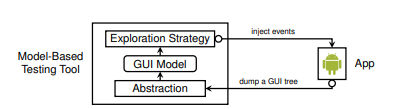 Exploration Strategy
inject events
Model-Based
Testing Tool
GUI Model
App
dump a GUI tree
Abstraction